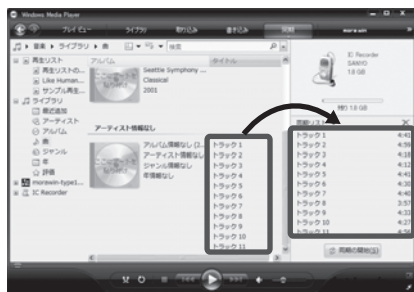 Windows Media Player
プレイ ビュー
ライブラリ
取り込み
書き込み
同期
morawin
音楽 ▸ ライブラリ ▸ 曲
検索
再生リスト
再生リストの...
Like Human...
サンプル再生...
ライブラリ
最近追加
アーティスト
アルバム
曲
ジャンル
年
評価
morawin-type1...
IC Recorder
アルバム
タイトル
Seattle Symphony ...
Classical
2001
アーティスト情報なし
アルバム情報なし (2...
アーティスト情報なし
ジャンル情報なし
年情報なし
トラック 1
トラック 2
トラック 3
トラック 4
トラック 5
トラック 6
トラック 7
トラック 8
トラック 9
トラック 10
トラック 11
IC Recorder
SANYO
1.0 GB
残り 1.0 GB
同期リスト
トラック 1 4:41
トラック 2 4:59
トラック 3 4:18
トラック 4 4:12
トラック 5 4:41
トラック 6 4:30
トラック 7 4:40
トラック 8 3:57
トラック 9 4:33
トラック 10 4:27
トラック 11
同期の開始(S)